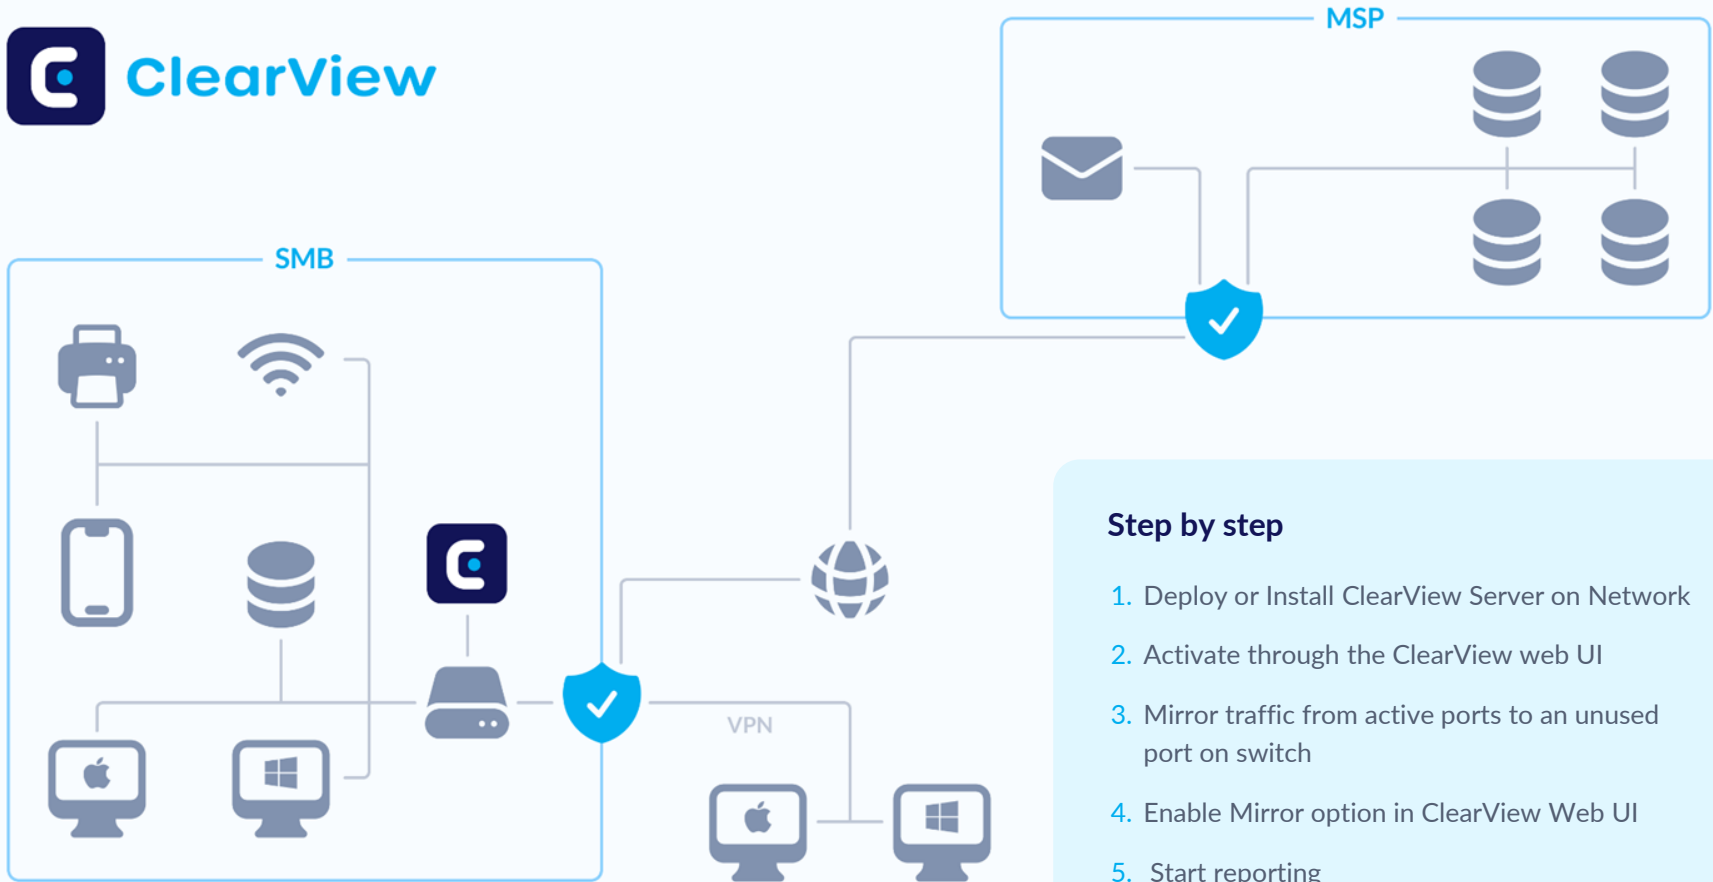 ClearView
MSP
SMB
VPN
Step by step
1. Deploy or Install ClearView Server on Network
2. Activate through the ClearView web UI
3. Mirror traffic from active ports to an unused
port on switch
4. Enable Mirror option in ClearView Web UI
5. Start reporting